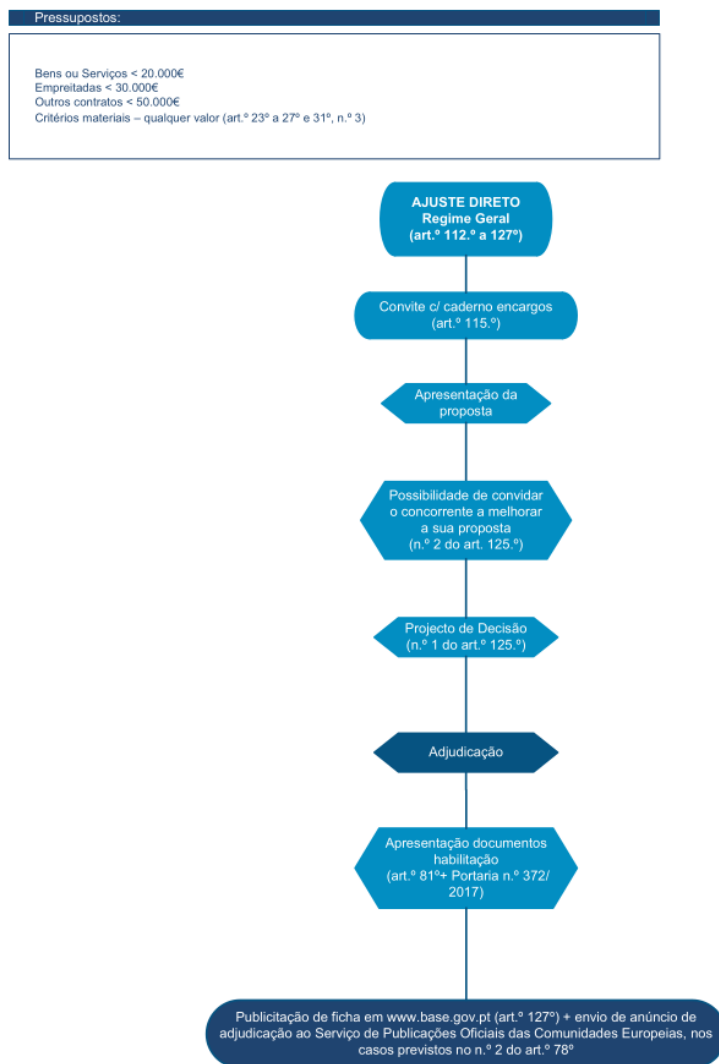 Pressupostos:
Bens ou Serviços < 20.000€
Empreitadas < 30.000€
Outros contratos < 50.000€
Critérios materiais – qualquer valor (art.º 23º a 27º e 31º, n.º 3)
AJUSTE DIRETO
Regime Geral
(art.º 112.º a 127º)
Convite c/ caderno encargos
(art.º 115.º)
Apresentação da
proposta
Possibilidade de convidar
o concorrente a melhorar
a sua proposta
(n.º 2 do art. 125.º)
Projecto de Decisão
(n.º 1 do art.º 125.º)
Adjudicação
Apresentação documentos
habilitação
(art.º 81º+ Portaria n.º 372/
2017)
Publicitação de ficha em www.base.gov.pt (art.º 127º) + envio de anúncio de
adjudicação ao Serviço de Publicações Oficiais das Comunidades Europeias, nos
casos previstos no n.º 2 do art.º 78º